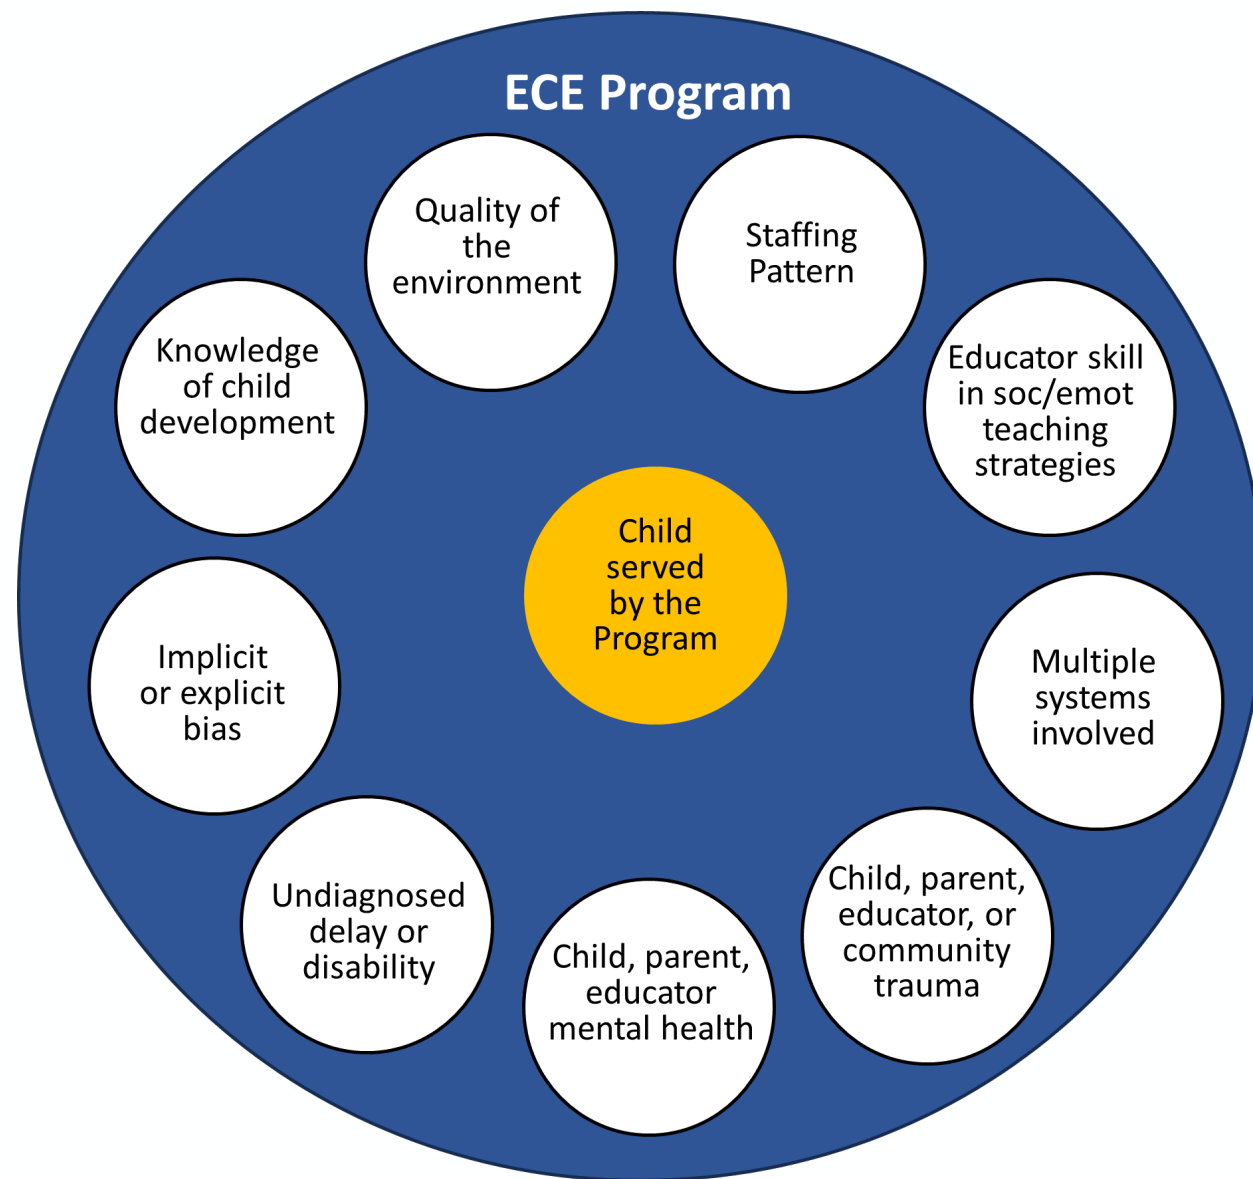 ECE Program
Quality of
the
environment
Staffing
Pattern
Knowledge
of child
development
Educator skill
in soc/emot
teaching
strategies
Child
served
by the
Program
Implicit
or explicit
bias
Multiple
systems
involved
Undiagnosed
delay or
disability
Child, parent,
educator
mental health
Child, parent,
educator, or
community
trauma